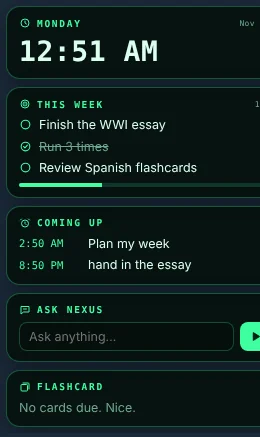 MONDAY
Nov
12:51 AM
THIS WEEK
1
Finish the WWI essay
Run 3 times
Review Spanish flashcards
COMING UP
2:50 AM Plan my week
8:50 PM hand in the essay
ASK NEXUS
Ask anything...
FLASHCARD
No cards due. Nice.